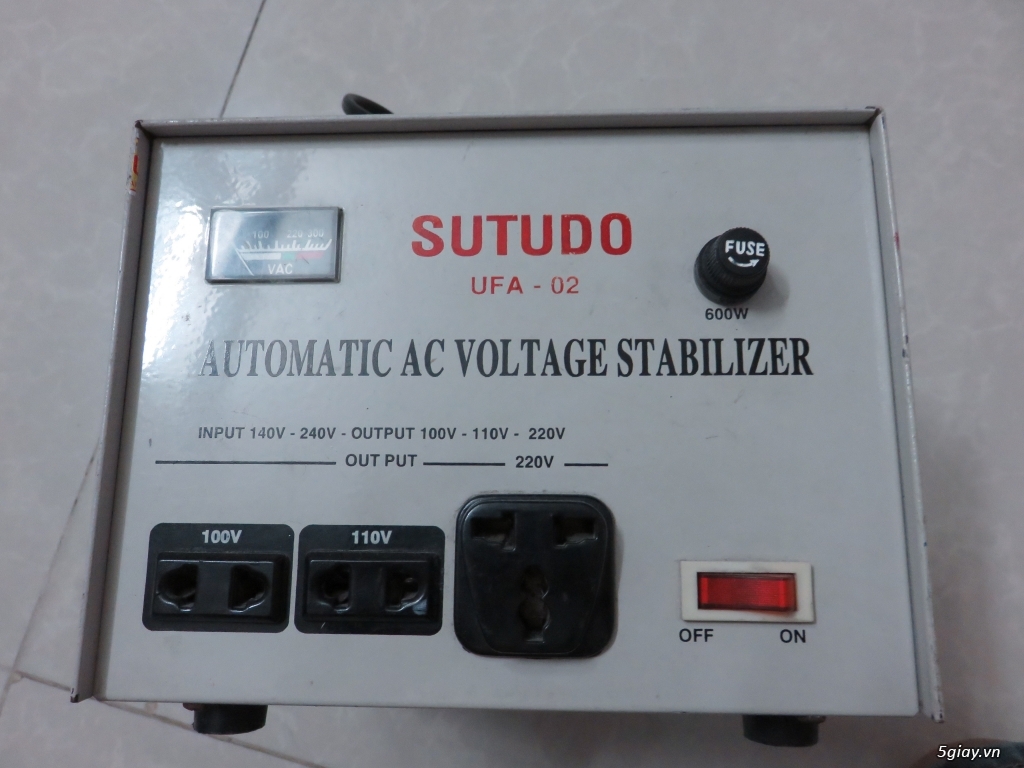 SUTUDO
UFA - 02
100 220 300
VAC
FUSE
600W
AUTOMATIC AC VOLTAGE STABILIZER
INPUT 140V - 240V - OUTPUT 100V - 110V - 220V
OUT PUT 220V
100V
110V
OFF ON
5giay.vn